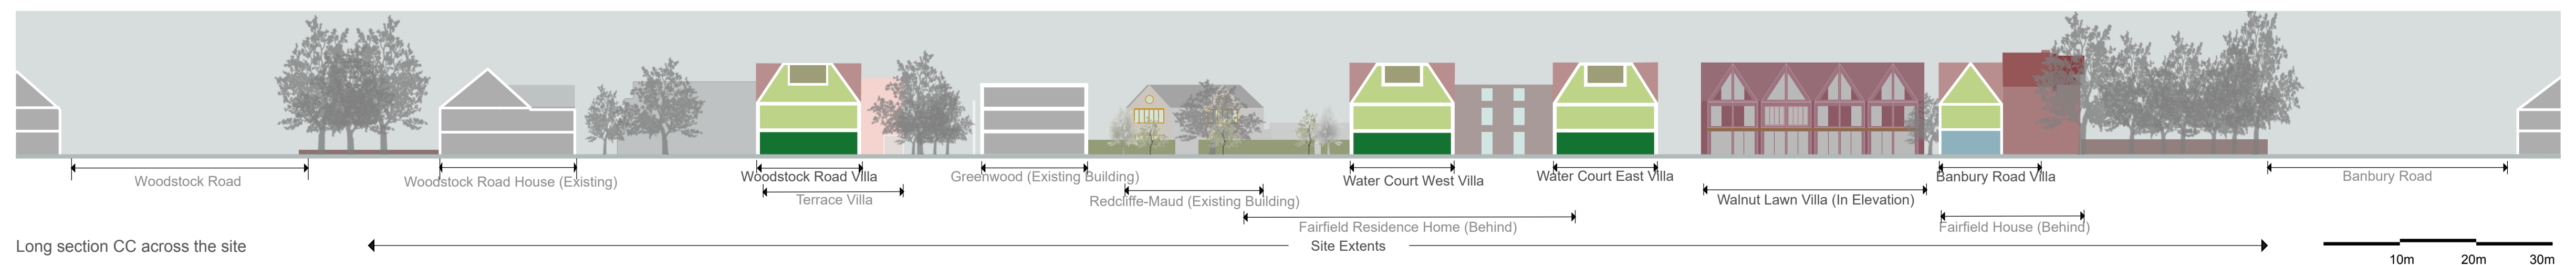 Woodstock Road
Woodstock Road House (Existing)
Woodstock Road Villa
Terrace Villa
Greenwood (Existing Building)
Redcliffe-Maud (Existing Building)
Fairfield Residence Home (Behind)
Water Court West Villa
Water Court East Villa
Walnut Lawn Villa (In Elevation)
Banbury Road Villa
Fairfield House (Behind)
Banbury Road
Long section CC across the site
Site Extents
10m 20m 30m